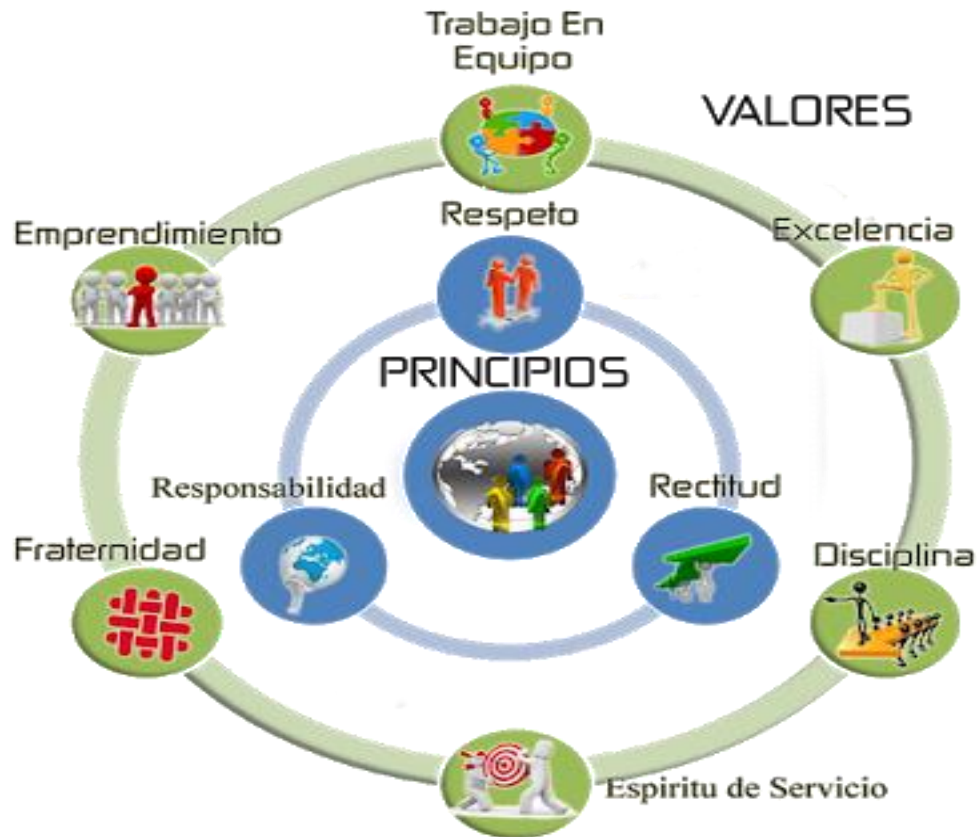 Trabajo En
Equipo
VALORES
Respeto
Emprendimiento
Excelencia
PRINCIPIOS
Responsabilidad
Rectitud
Fraternidad
Disciplina
Espiritu de Servicio